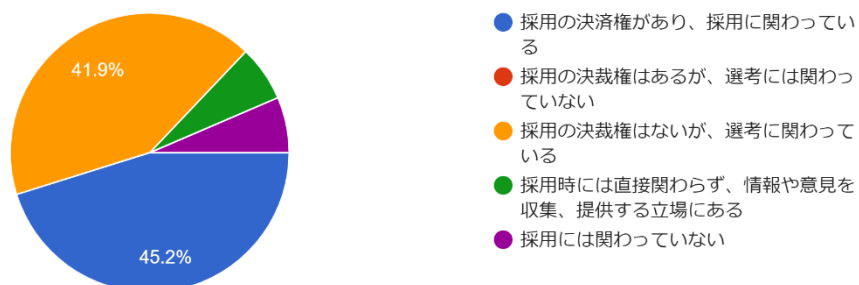 41.9%
45.2%
採用の決済権があり、採用に関わってい
る
採用の決裁権はあるが、選考には関わっ
ていない
採用の決裁権はないが、選考に関わって
いる
採用時には直接関わらず、情報や意見を
収集、提供する立場にある
採用には関わっていない